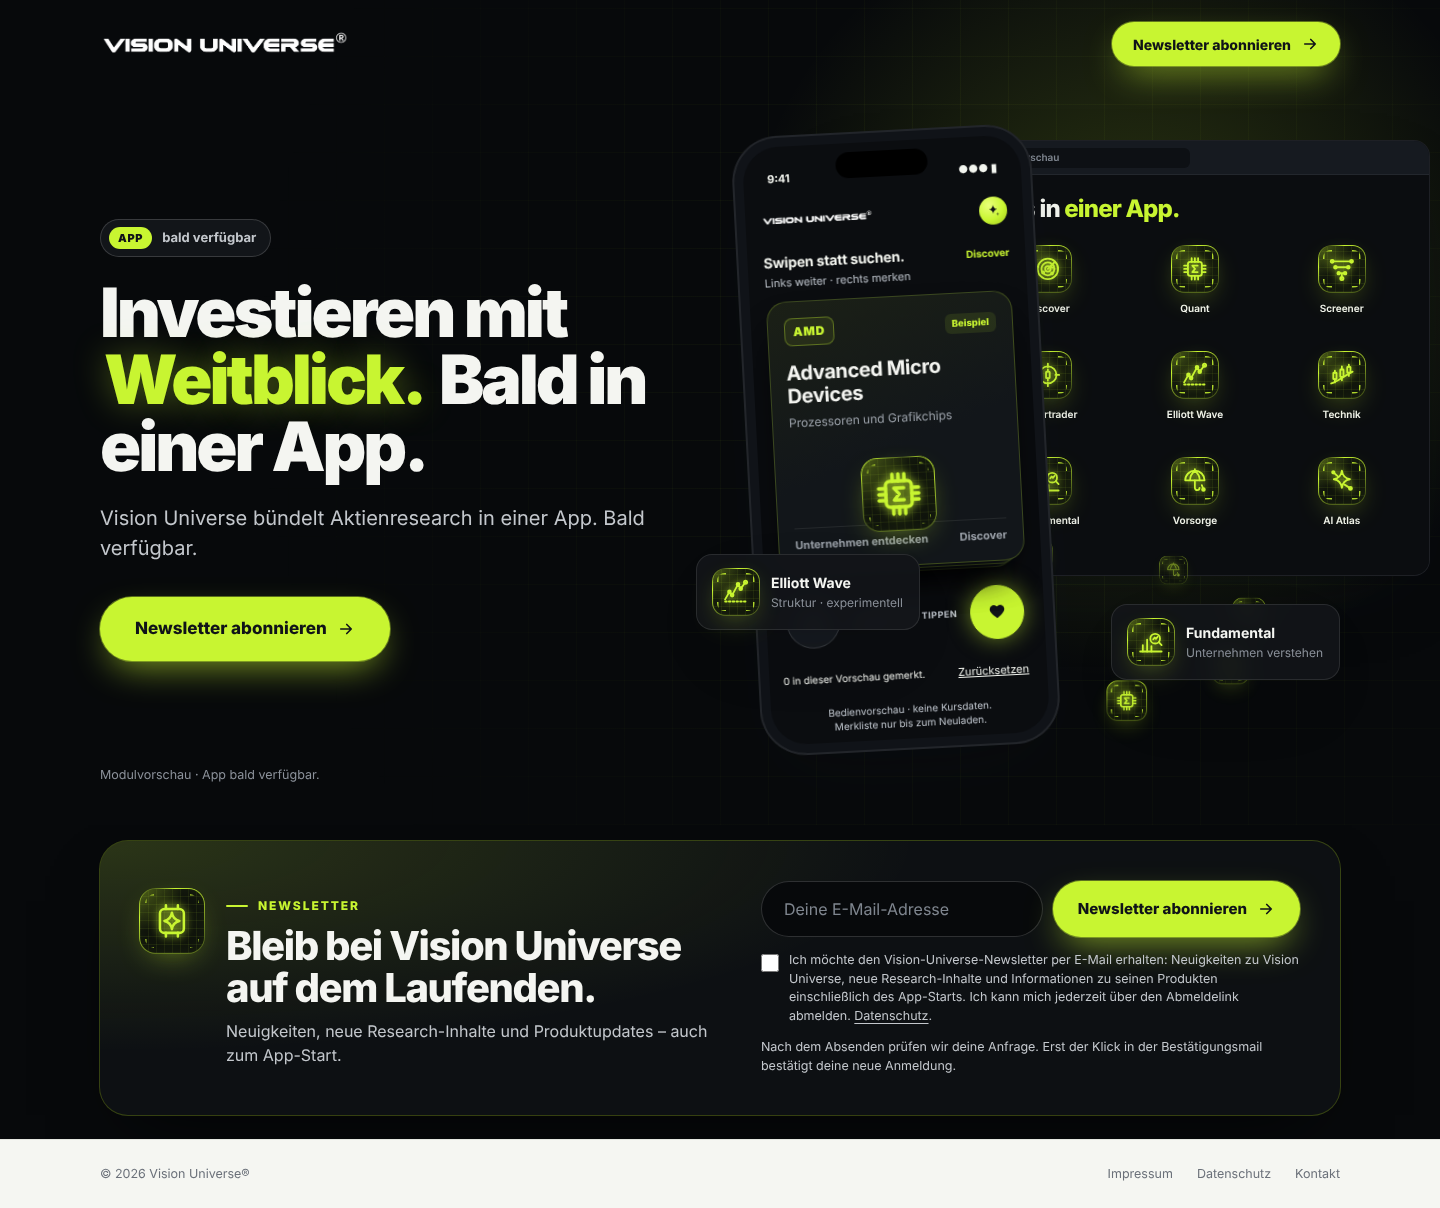 VISION UNIVERSE®
Newsletter abonnieren →
APP bald verfügbar
Investieren mit
Weitblick. Bald in
einer App.
Vision Universe bündelt Aktienresearch in einer App. Bald
verfügbar.
Newsletter abonnieren →
Modulvorschau · App bald verfügbar.
9:41
VISION UNIVERSE®
Swipen statt suchen.
Discover
Links weiter · rechts merken
AMD
Beispiel
Advanced Micro
Devices
Prozessoren und Grafikchips
Σ
Unternehmen entdecken
Discover
Elliott Wave
Struktur · experimentell
TIPPEN
0 in dieser Vorschau gemerkt.
Zurücksetzen
Bedienvorschau · keine Kursdaten.
Merkliste nur bis zum Neuladen.
schau
in einer App.
scover
Quant
Screener
rtrader
Elliott Wave
Technik
mental
Vorsorge
AI Atlas
Fundamental
Unternehmen verstehen
NEWSLETTER
Bleib bei Vision Universe
auf dem Laufenden.
Neuigkeiten, neue Research-Inhalte und Produktupdates – auch
zum App-Start.
Deine E-Mail-Adresse
Newsletter abonnieren →
Ich möchte den Vision-Universe-Newsletter per E-Mail erhalten: Neuigkeiten zu Vision
Universe, neue Research-Inhalte und Informationen zu seinen Produkten
einschließlich des App-Starts. Ich kann mich jederzeit über den Abmeldelink
abmelden. Datenschutz.
Nach dem Absenden prüfen wir deine Anfrage. Erst der Klick in der Bestätigungsmail
bestätigt deine neue Anmeldung.
© 2026 Vision Universe®
Impressum
Datenschutz
Kontakt